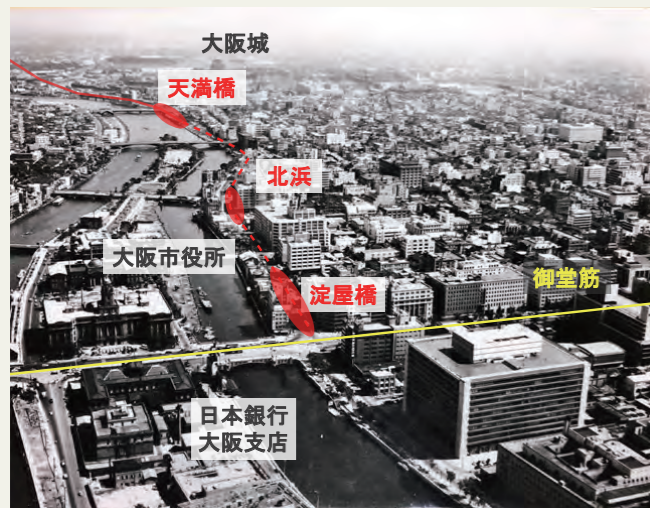 大阪城
天満橋
北浜
大阪市役所
淀屋橋
御堂筋
日本銀行
大阪支店